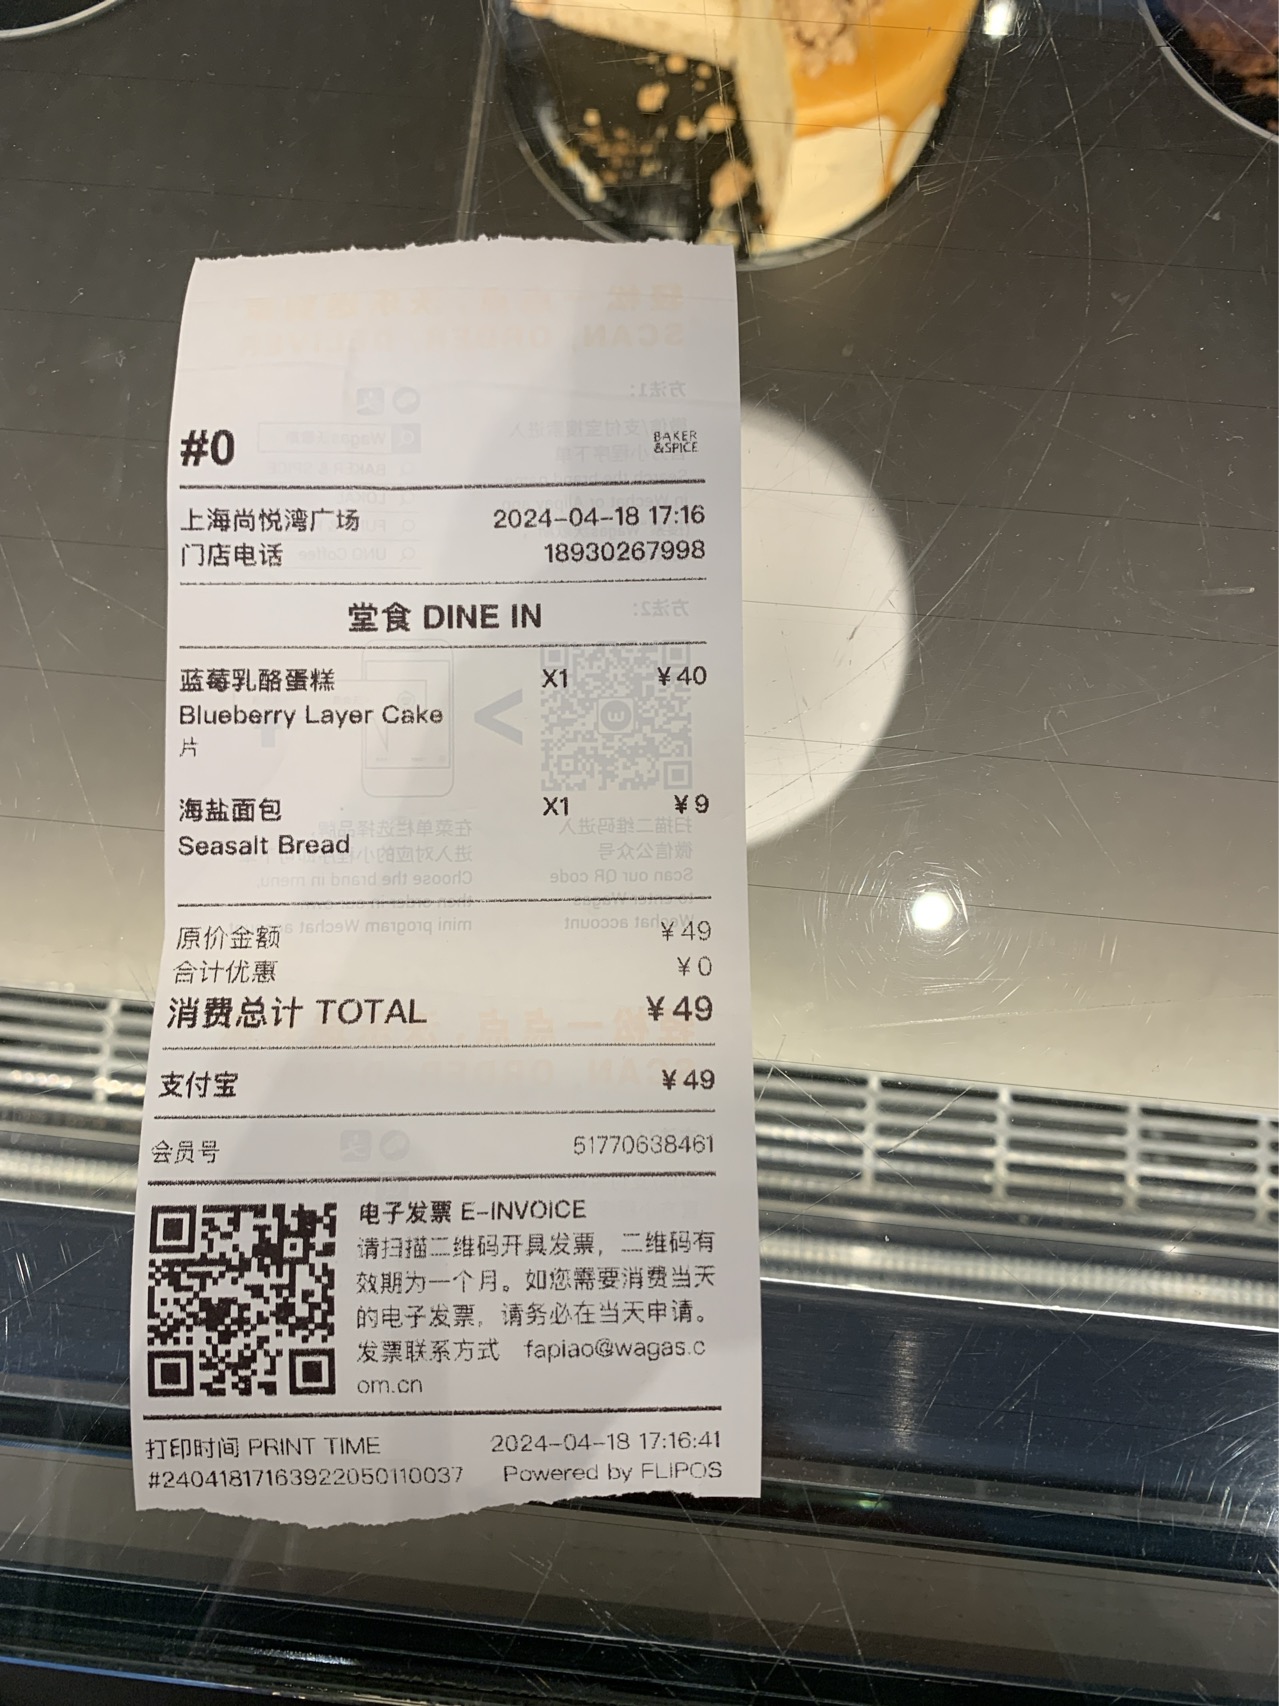 #0
BAKER
&SPICE
上海尚悦湾广场 2024-04-18 17:16
门店电话 18930267998
堂食 DINE IN
蓝莓乳酪蛋糕 X1 ¥40
Blueberry Layer Cake
片
海盐面包 X1 ¥9
Seasalt Bread
原价金额 ¥49
合计优惠 ¥0
消费总计 TOTAL ¥49
支付宝 ¥49
会员号 51770638461
电子发票 E-INVOICE
请扫描二维码开具发票，二维码有
效期为一个月。如您需要消费当天
的电子发票，请务必在当天申请。
发票联系方式 fapiao@wagas.c
om.cn
打印时间 PRINT TIME 2024-04-18 17:16:41
#240418171639220501​10037 Powered by FLIPOS